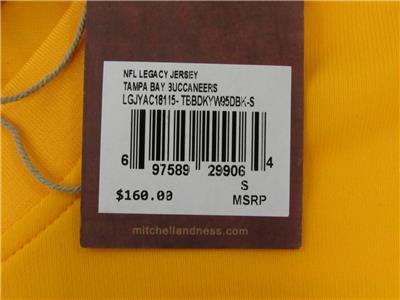 NFL LEGACY JERSEY
TAMPA BAY BUCCANEERS
LGJYAC18115-TBBDKYW95DBK-S
6 97589 29906 4
S
$160.00 MSRP
mitchellandness.com